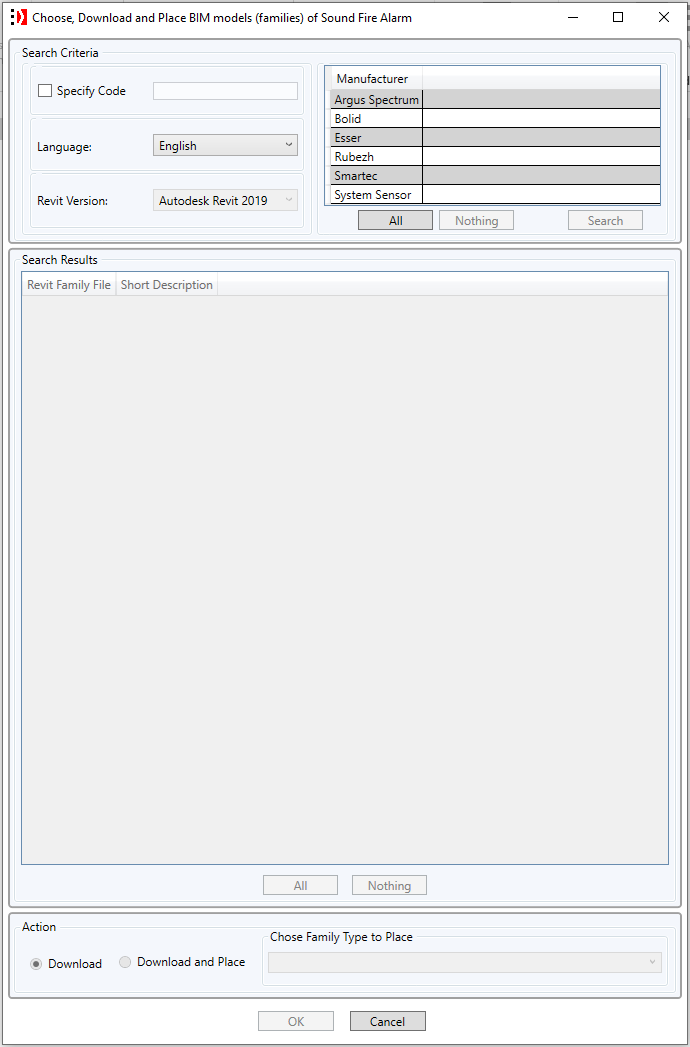 Choose, Download and Place BIM models (families) of Sound Fire Alarm
Search Criteria
Specify Code
Language:
English
Revit Version:
Autodesk Revit 2019
Manufacturer
Argus Spectrum
Bolid
Esser
Rubezh
Smartec
System Sensor
All
Nothing
Search
Search Results
Revit Family File
Short Description
All
Nothing
Action
Download
Download and Place
Chose Family Type to Place
OK
Cancel